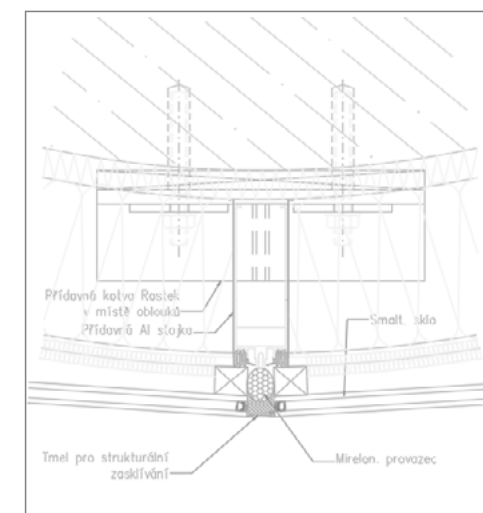 Přídavná kotva Rostek
v místě oblouků
Přídavná Al stojka
Smalt. sklo
Tmel pro strukturální
zasklívání
Mirelon. provazec